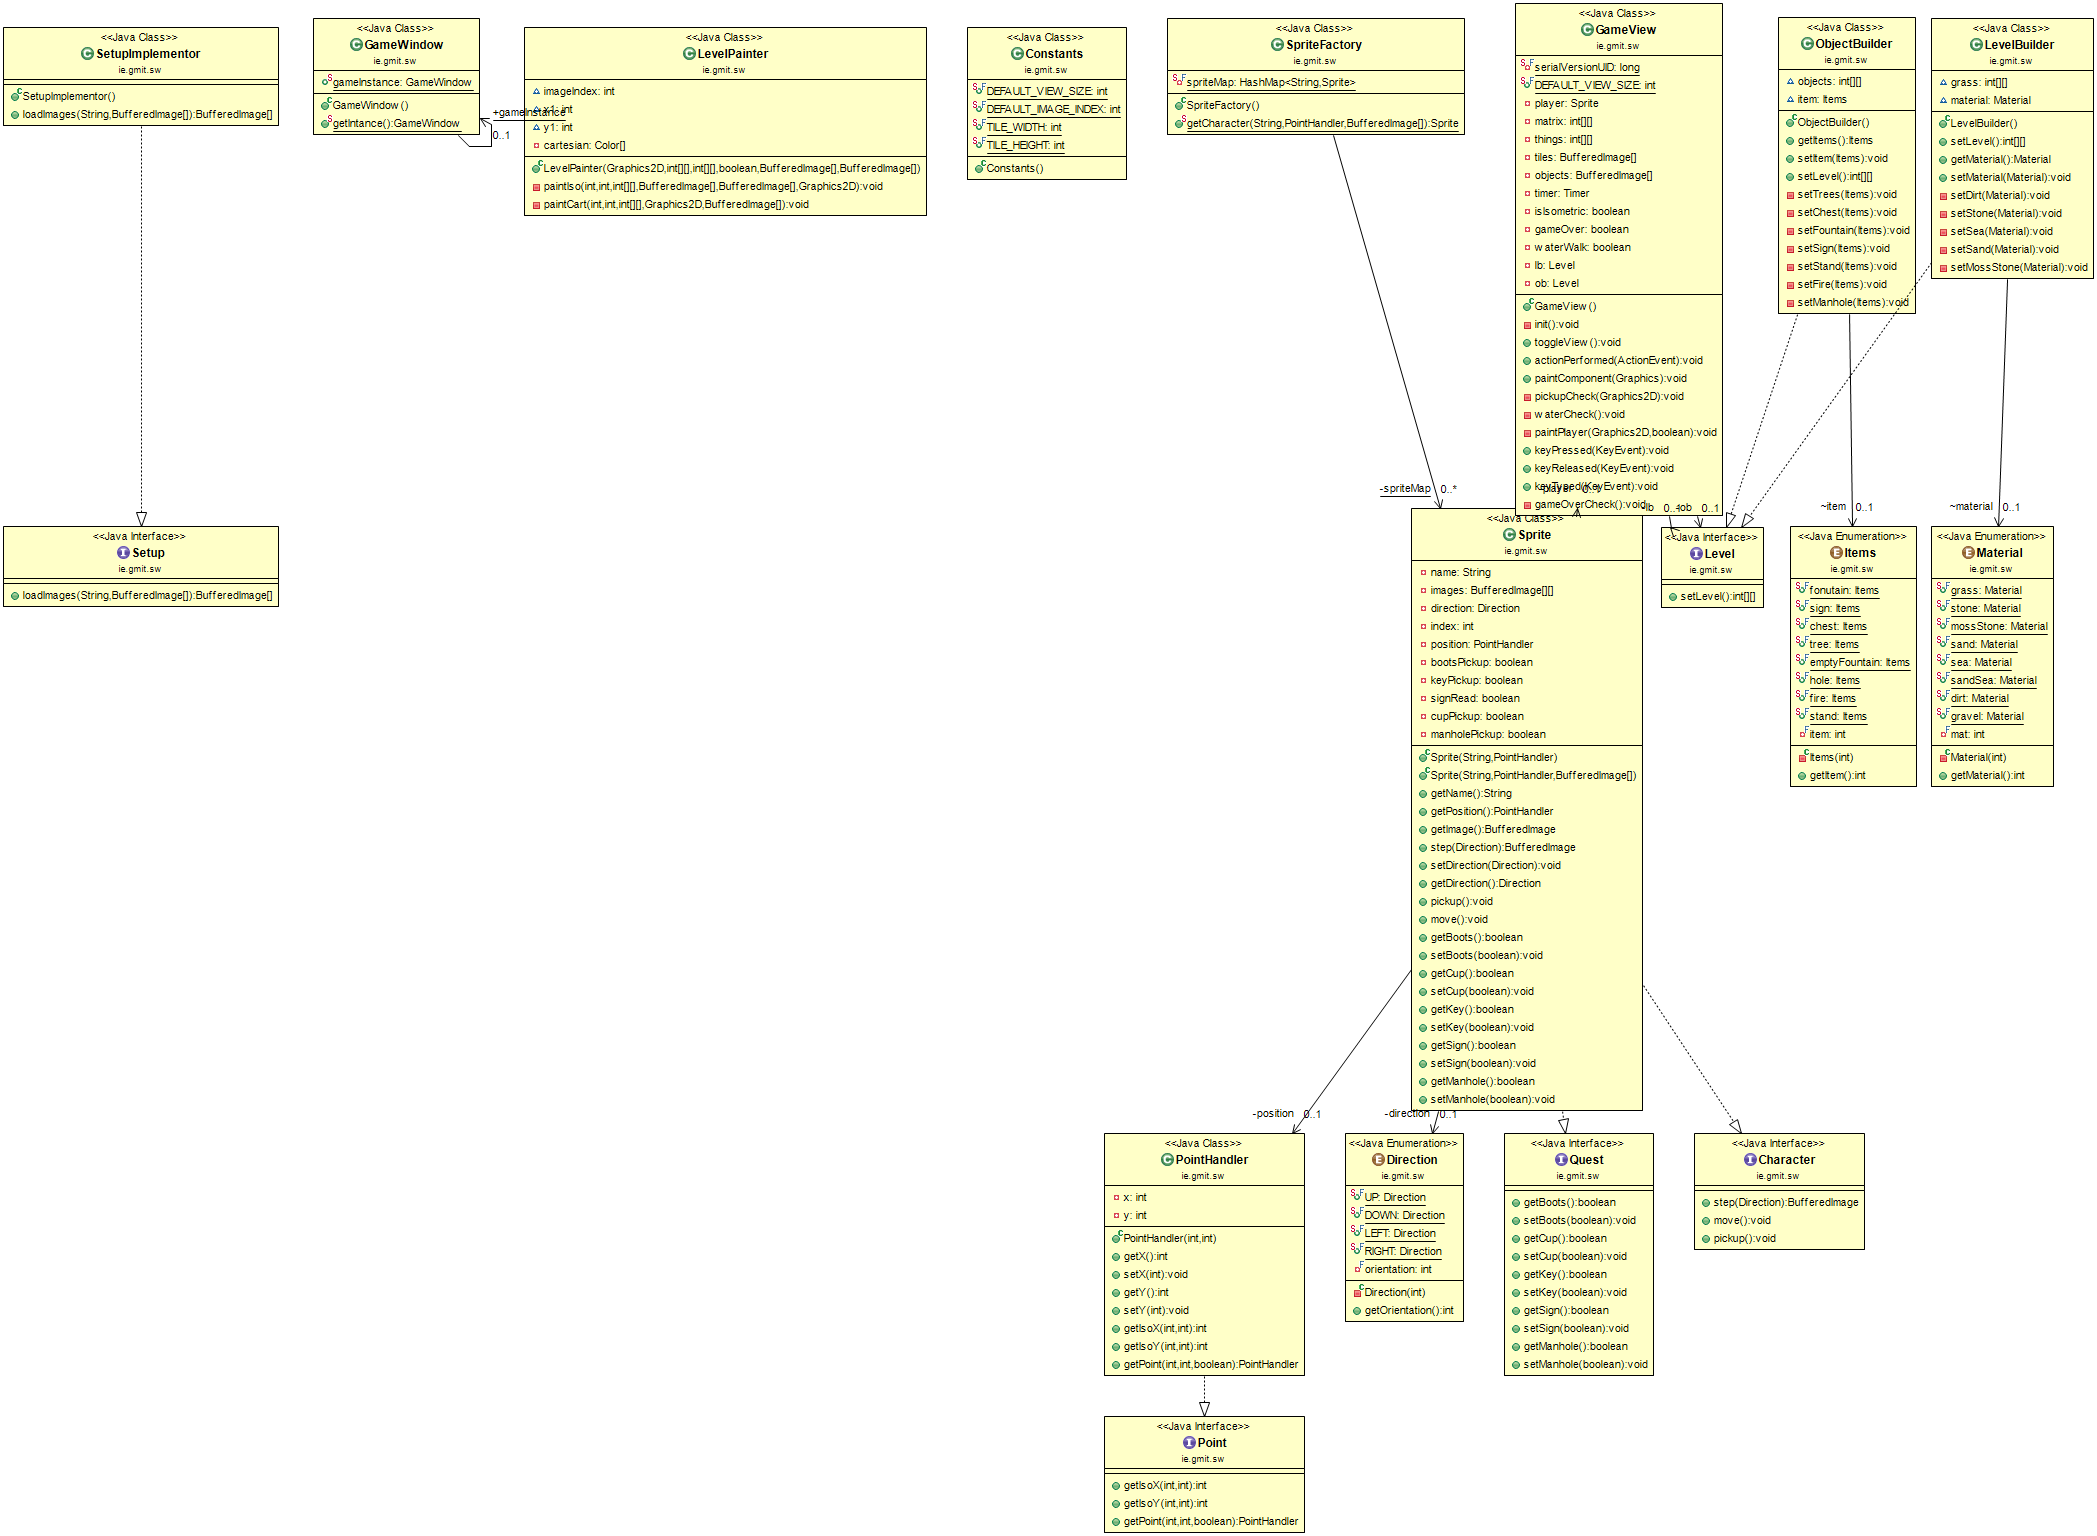 <<Java Class>>
SetupImplementor
ie.gmit.sw
SetupImplementor()
loadImages(String,BufferedImage[]):BufferedImage[]
<<Java Class>>
GameWindow
ie.gmit.sw
gameInstance: GameWindow
GameWindow()
getIntance():GameWindow
+gameInstance
0..1
<<Java Class>>
LevelPainter
ie.gmit.sw
imageIndex: int
x1: int
y1: int
cartesian: Color[]
LevelPainter(Graphics2D,int[][],int[][],boolean,BufferedImage[],BufferedImage[])
paintIso(int,int,int[][],BufferedImage[],BufferedImage[],Graphics2D):void
paintCart(int,int,int[][],Graphics2D,BufferedImage[]):void
<<Java Class>>
Constants
ie.gmit.sw
DEFAULT_VIEW_SIZE: int
DEFAULT_IMAGE_INDEX: int
TILE_WIDTH: int
TILE_HEIGHT: int
Constants()
<<Java Class>>
SpriteFactory
ie.gmit.sw
spriteMap: HashMap<String,Sprite>
SpriteFactory()
getCharacter(String,PointHandler,BufferedImage[]):Sprite
<<Java Class>>
GameView
ie.gmit.sw
serialVersionUID: long
DEFAULT_VIEW_SIZE: int
player: Sprite
matrix: int[][]
things: int[][]
tiles: BufferedImage[]
objects: BufferedImage[]
timer: Timer
isIsometric: boolean
gameOver: boolean
waterWalk: boolean
lb: Level
ob: Level
GameView()
init():void
toggleView():void
actionPerformed(ActionEvent):void
paintComponent(Graphics):void
pickupCheck(Graphics2D):void
waterCheck():void
paintPlayer(Graphics2D,boolean):void
keyPressed(KeyEvent):void
keyReleased(KeyEvent):void
keyTyped(KeyEvent):void
gameOverCheck():void
<<Java Class>>
ObjectBuilder
ie.gmit.sw
objects: int[][]
item: Items
ObjectBuilder()
getItems():Items
setItem(Items):void
setLevel():int[][]
setTrees(Items):void
setChest(Items):void
setFountain(Items):void
setSign(Items):void
setStand(Items):void
setFire(Items):void
setManhole(Items):void
<<Java Class>>
LevelBuilder
ie.gmit.sw
grass: int[][]
material: Material
LevelBuilder()
setLevel():int[][]
getMaterial():Material
setMaterial(Material):void
setDirt(Material):void
setStone(Material):void
setSea(Material):void
setSand(Material):void
setMossStone(Material):void
-spriteMap 0..*
-player 0..1
-lb 0..1
-ob 0..1
~item 0..1
~material 0..1
<<Java Interface>>
Setup
ie.gmit.sw
loadImages(String,BufferedImage[]):BufferedImage[]
<<Java Class>>
Sprite
ie.gmit.sw
name: String
images: BufferedImage[][]
direction: Direction
index: int
position: PointHandler
bootsPickup: boolean
keyPickup: boolean
signRead: boolean
cupPickup: boolean
manholePickup: boolean
Sprite(String,PointHandler)
Sprite(String,PointHandler,BufferedImage[])
getName():String
getPosition():PointHandler
getImage():BufferedImage
step(Direction):BufferedImage
setDirection(Direction):void
getDirection():Direction
pickup():void
move():void
getBoots():boolean
setBoots(boolean):void
getCup():boolean
setCup(boolean):void
getKey():boolean
setKey(boolean):void
getSign():boolean
setSign(boolean):void
getManhole():boolean
setManhole(boolean):void
<<Java Interface>>
Level
ie.gmit.sw
setLevel():int[][]
<<Java Enumeration>>
Items
ie.gmit.sw
fonutain: Items
sign: Items
chest: Items
tree: Items
emptyFountain: Items
hole: Items
fire: Items
stand: Items
item: int
Items(int)
getItem():int
<<Java Enumeration>>
Material
ie.gmit.sw
grass: Material
stone: Material
mossStone: Material
sand: Material
sea: Material
sandSea: Material
dirt: Material
gravel: Material
mat: int
Material(int)
getMaterial():int
-position 0..1
-direction 0..1
<<Java Class>>
PointHandler
ie.gmit.sw
x: int
y: int
PointHandler(int,int)
getX():int
setX(int):void
getY():int
setY(int):void
getIsoX(int,int):int
getIsoY(int,int):int
getPoint(int,int,boolean):PointHandler
<<Java Enumeration>>
Direction
ie.gmit.sw
UP: Direction
DOWN: Direction
LEFT: Direction
RIGHT: Direction
orientation: int
Direction(int)
getOrientation():int
<<Java Interface>>
Quest
ie.gmit.sw
getBoots():boolean
setBoots(boolean):void
getCup():boolean
setCup(boolean):void
getKey():boolean
setKey(boolean):void
getSign():boolean
setSign(boolean):void
getManhole():boolean
setManhole(boolean):void
<<Java Interface>>
Character
ie.gmit.sw
step(Direction):BufferedImage
move():void
pickup():void
<<Java Interface>>
Point
ie.gmit.sw
getIsoX(int,int):int
getIsoY(int,int):int
getPoint(int,int,boolean):PointHandler